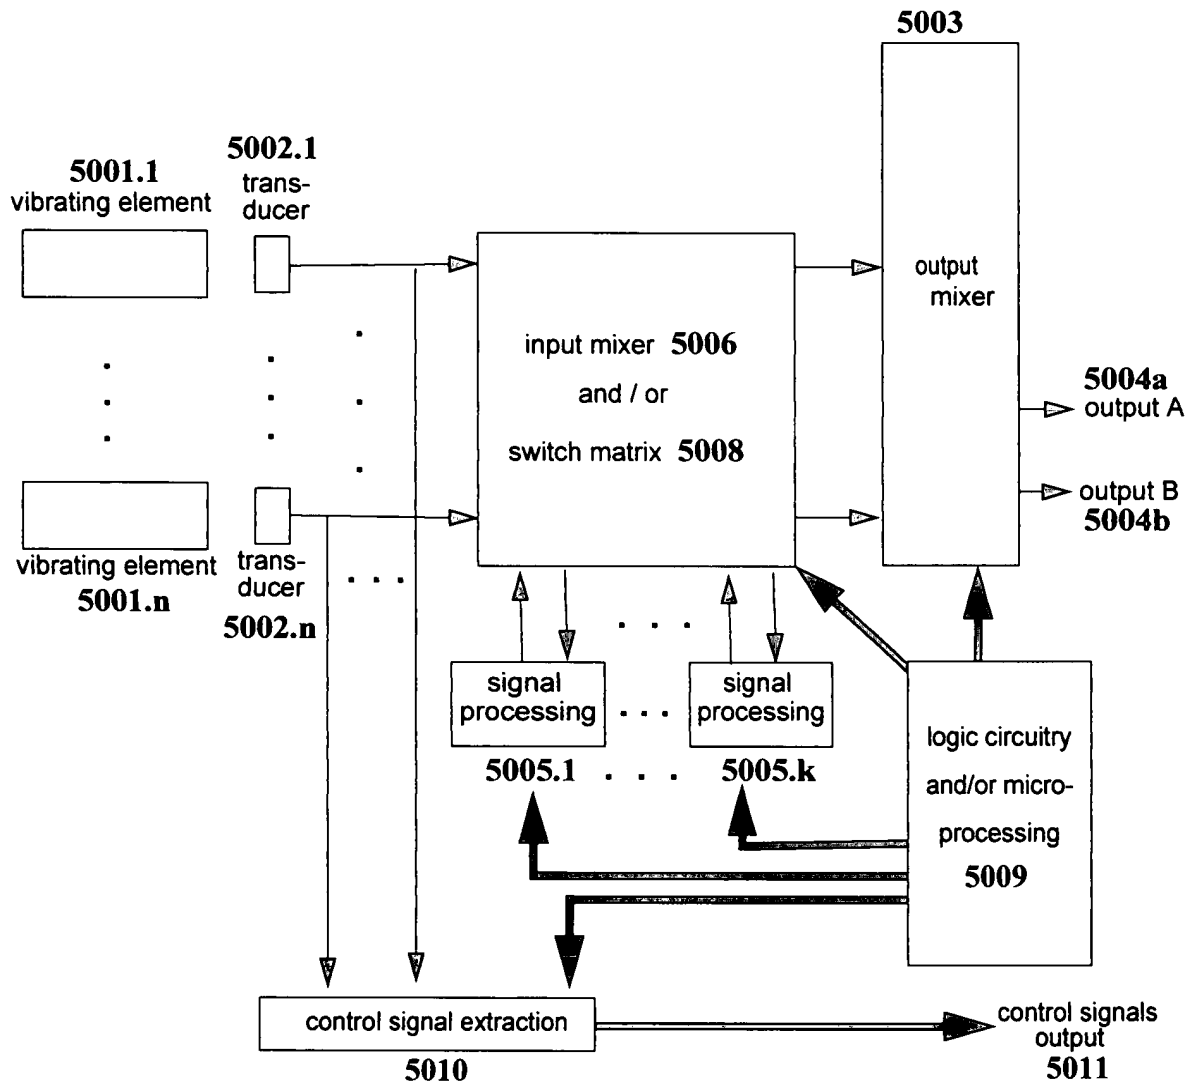 5003
5001.1
vibrating element
5002.1
trans-
ducer
output
mixer
input mixer 5006
and / or
switch matrix 5008
5004a
output A
output B
5004b
vibrating element
5001.n
trans-
ducer
5002.n
signal
processing
signal
processing
5005.1
5005.k
logic circuitry
and/or micro-
processing
5009
control signal extraction
5010
control signals
output
5011